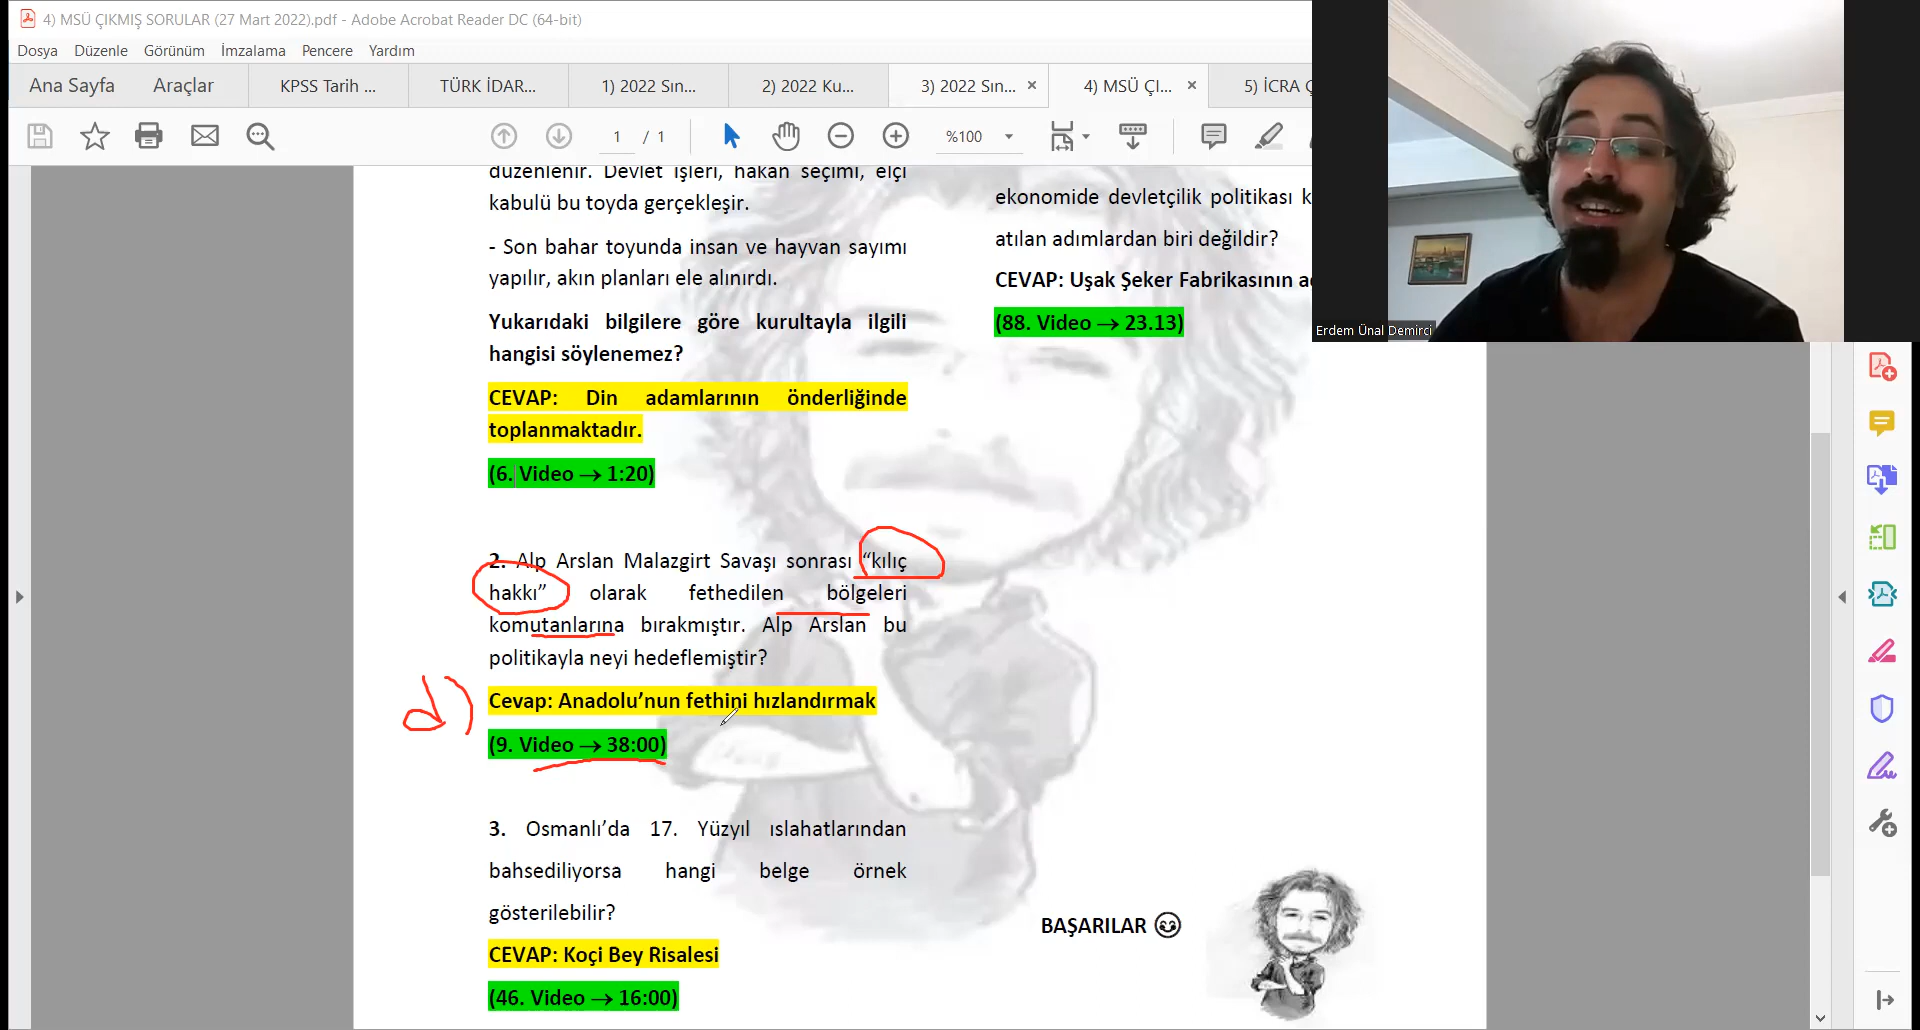 4) MSÜ ÇIKMIŞ SORULAR (27 Mart 2022).pdf - Adobe Acrobat Reader DC (64-bit)
Dosya Düzenle Görünüm İmzalama Pencere Yardım
Ana Sayfa Araçlar KPSS Tarih ... TÜRK İDAR... 1) 2022 Sın... 2) 2022 Ku... 3) 2022 Sın... × 4) MSÜ ÇI... × 5) İCRA Ç
1 / 1 %100
düzenlenir. Devlet işleri, hakan seçimi, elçi
kabulü bu toyda gerçekleşir.
- Son bahar toyunda insan ve hayvan sayımı
yapılır, akın planları ele alınırdı.
Yukarıdaki bilgilere göre kurultayla ilgili
hangisi söylenemez?
CEVAP: Din adamlarının önderliğinde
toplanmaktadır.
(6. Video → 1:20)
2. Alp Arslan Malazgirt Savaşı sonrası “kılıç
hakkı” olarak fethedilen bölgeleri
komutanlarına bırakmıştır. Alp Arslan bu
politikayla neyi hedeflemiştir?
d)
Cevap: Anadolu’nun fethini hızlandırmak
(9. Video → 38:00)
3. Osmanlı’da 17. Yüzyıl ıslahatlarından
bahsediliyorsa hangi belge örnek
gösterilebilir?
CEVAP: Koçi Bey Risalesi
(46. Video → 16:00)
ekonomide devletçilik politikası k
atılan adımlardan biri değildir?
CEVAP: Uşak Şeker Fabrikasının a
(88. Video → 23.13)
BAŞARILAR
Erdem Ünal Demirci